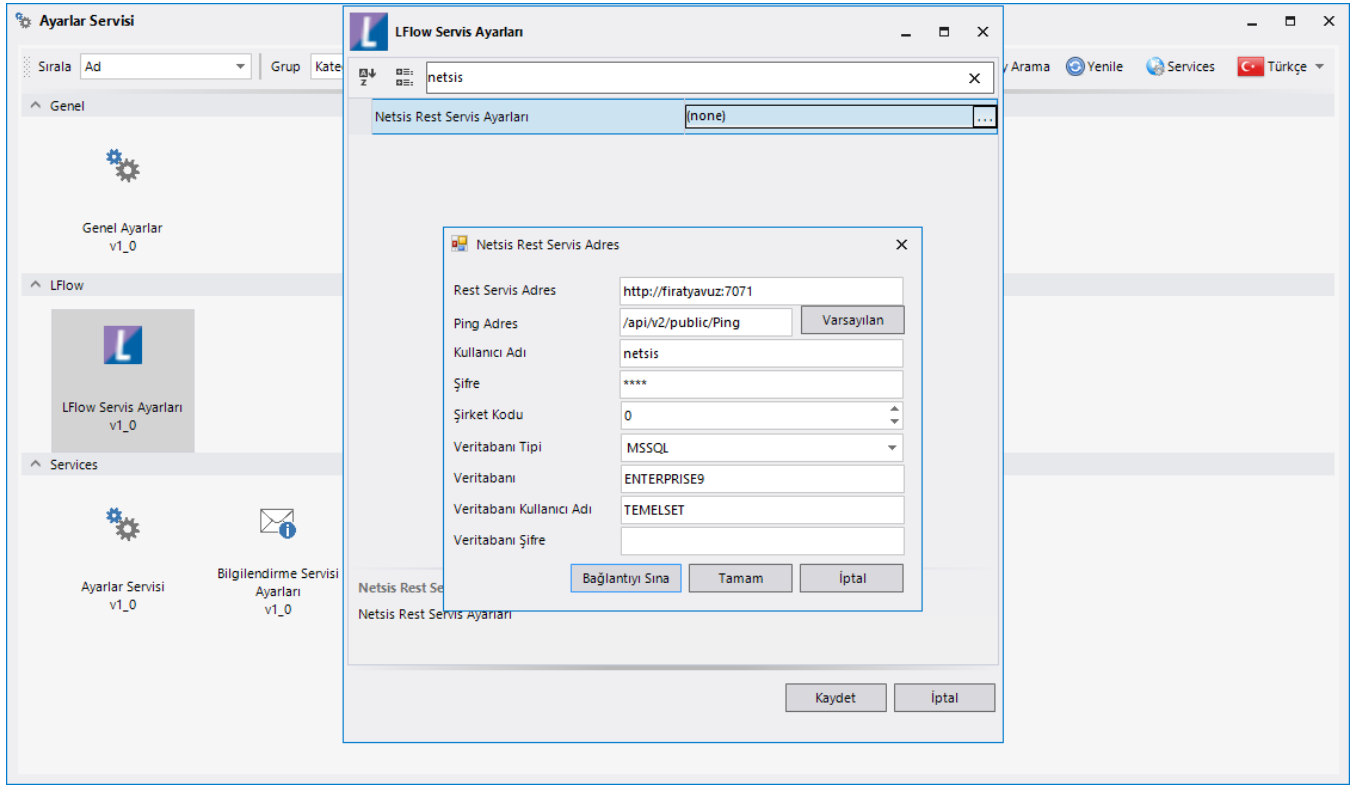 Ayarlar Servisi
Sırala Ad Grup Kate
y Arama Yenile Services Türkçe
Genel
Genel Ayarlar
v1_0
LFlow
LFlow Servis Ayarları
v1_0
Services
Ayarlar Servisi
v1_0
Bilgilendirme Servisi
Ayarları
v1_0
LFlow Servis Ayarları
netsis
Netsis Rest Servis Ayarları (none) ...
Netsis Rest Servis Adres
Rest Servis Adres http://firatyavuz:7071
Ping Adres /api/v2/public/Ping Varsayılan
Kullanıcı Adı netsis
Şifre ****
Şirket Kodu 0
Veritabanı Tipi MSSQL
Veritabanı ENTERPRISE9
Veritabanı Kullanıcı Adı TEMELSET
Veritabanı Şifre
Bağlantıyı Sına Tamam İptal
Netsis Rest Se
Netsis Rest Servis Ayarları
Kaydet İptal